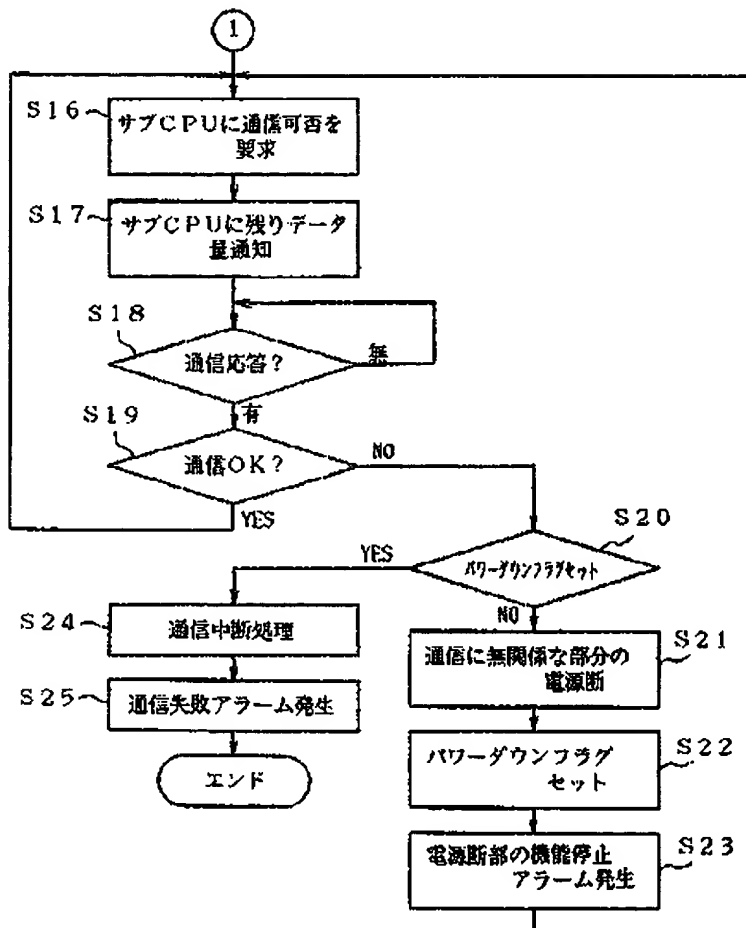 1
S16
サブCPUに通信可否を
要求
S17
サブCPUに残りデータ
量通知
S18
通信応答?
無
有
S19
通信OK?
NO
YES
S20
パワーダウンフラグセット
YES
NO
S24
通信中断処理
S21
通信に無関係な部分の
電源断
S25
通信失敗アラーム発生
S22
パワーダウンフラグ
セット
エンド
S23
電源断部の機能停止
アラーム発生